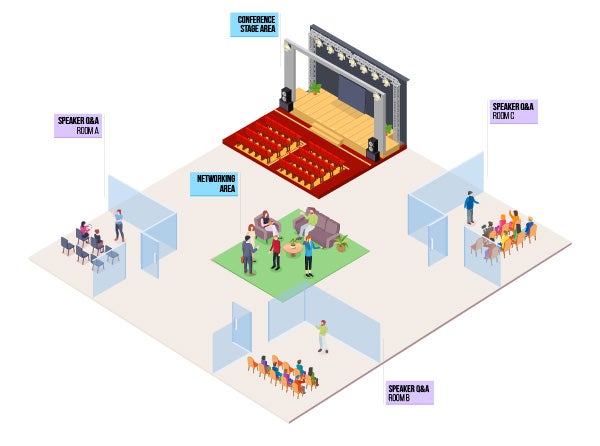 CONFERENCE
STAGE AREA
SPEAKER Q&A
ROOM A
SPEAKER Q&A
ROOM C
NETWORKING
AREA
SPEAKER Q&A
ROOM B